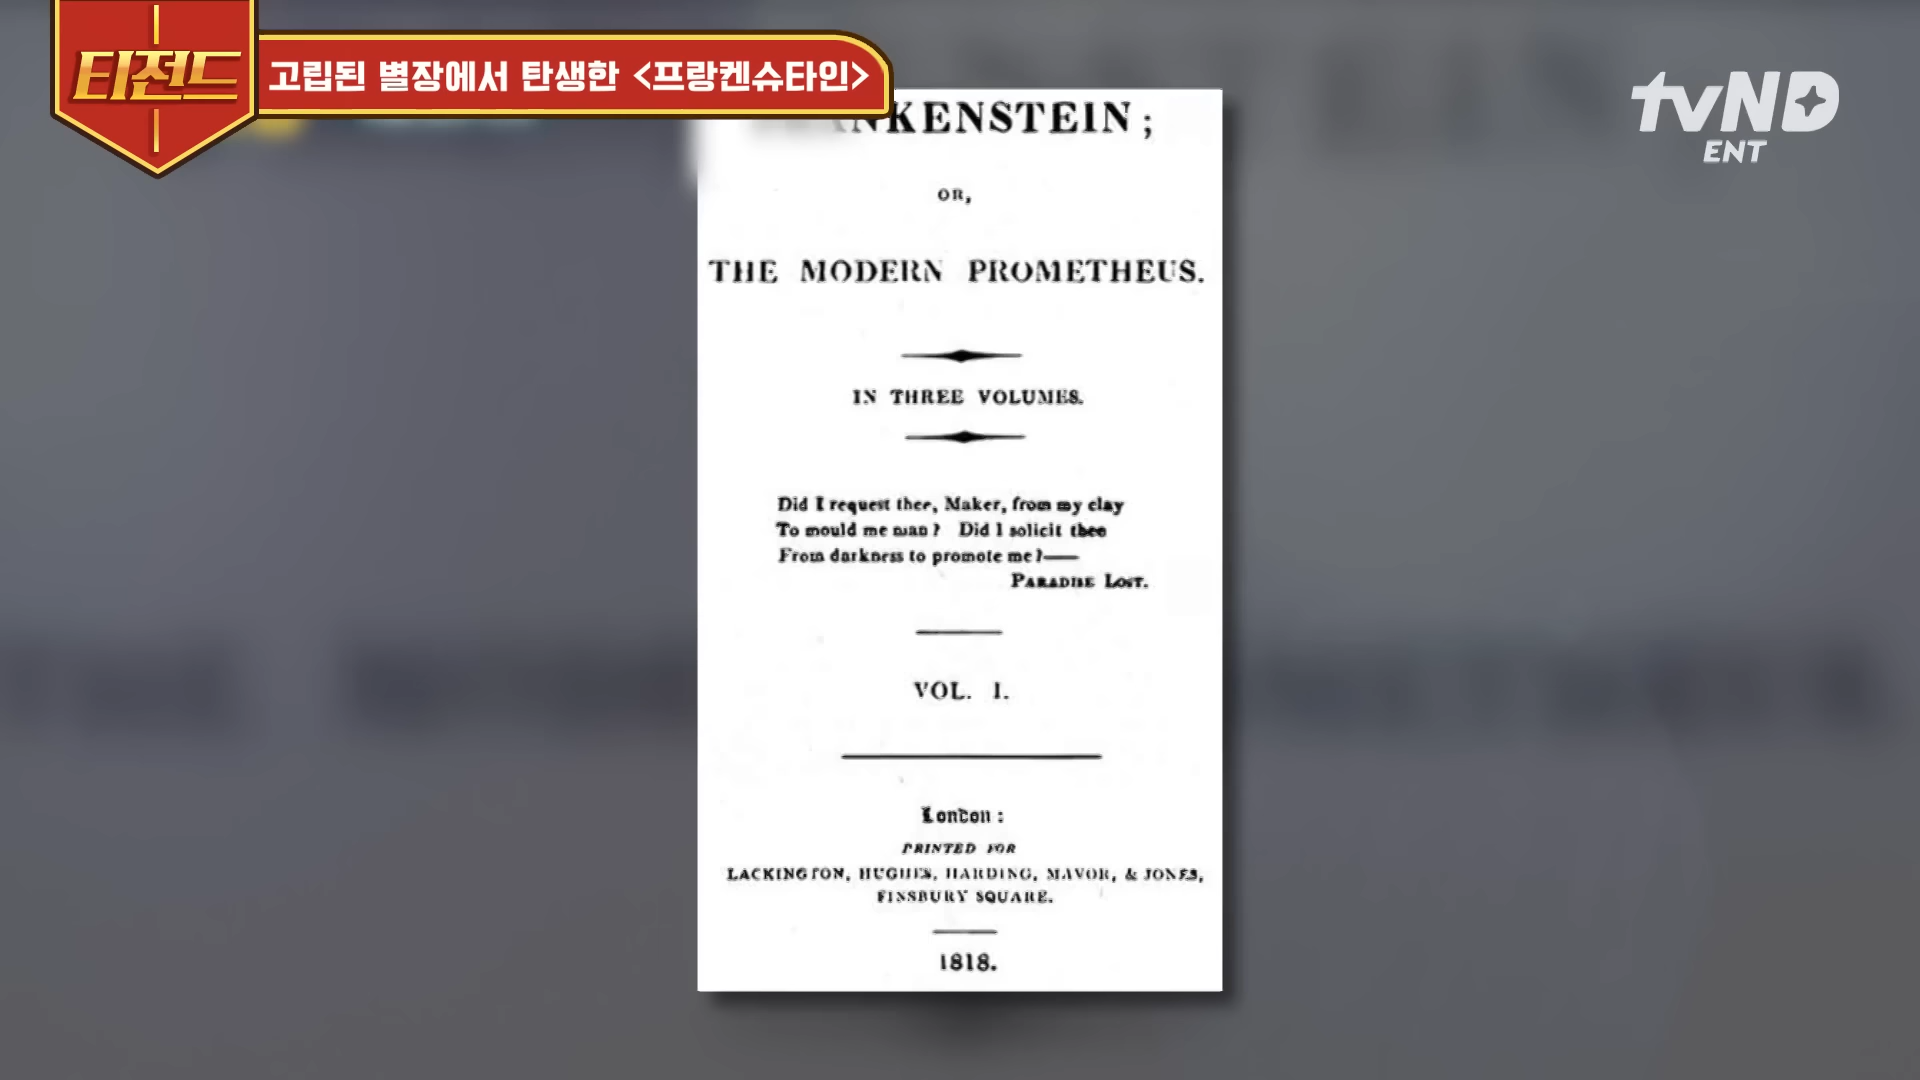 티전드
고립된 별장에서 탄생한 <프랑켄슈타인>
tvND
ENT
NKENSTEIN;
OR,
THE MODERN PROMETHEUS.
IN THREE VOLUMES.
Did I request thee, Maker, from my clay
To mould me man? Did I solicit thee
From darkness to promote me?—
PARADISE LOST.
VOL. I.
London:
PRINTED FOR
LACKINGTON, HUGHES, HARDING, MAVOR, & JONES,
FINSBURY SQUARE.
1818.